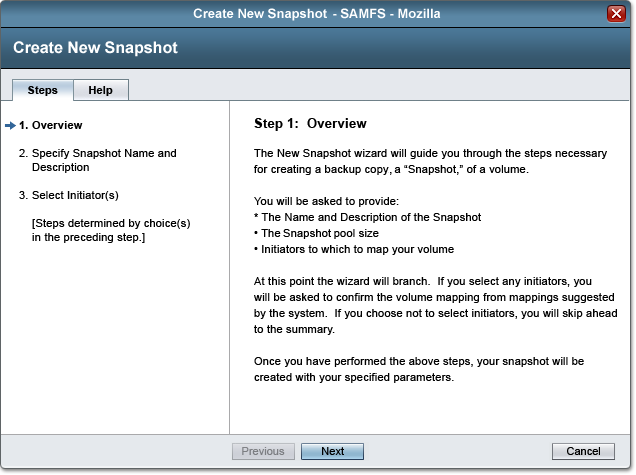 Create New Snapshot - SAMFS - Mozilla
Create New Snapshot
Steps
Help
1. Overview
2. Specify Snapshot Name and
Description
3. Select Initiator(s)
[Steps determined by choice(s)
in the preceding step.]
Step 1:  Overview
The New Snapshot wizard will guide you through the steps necessary
for creating a backup copy, a “Snapshot,” of a volume.
You will be asked to provide:
* The Name and Description of the Snapshot
• The Snapshot pool size
• Initiators to which to map your volume
At this point the wizard will branch.  If you select any initiators, you
will be asked to confirm the volume mapping from mappings suggested
by the system.  If you choose not to select initiators, you will skip ahead
to the summary.
Once you have performed the above steps, your snapshot will be
created with your specified parameters.
Previous
Next
Cancel